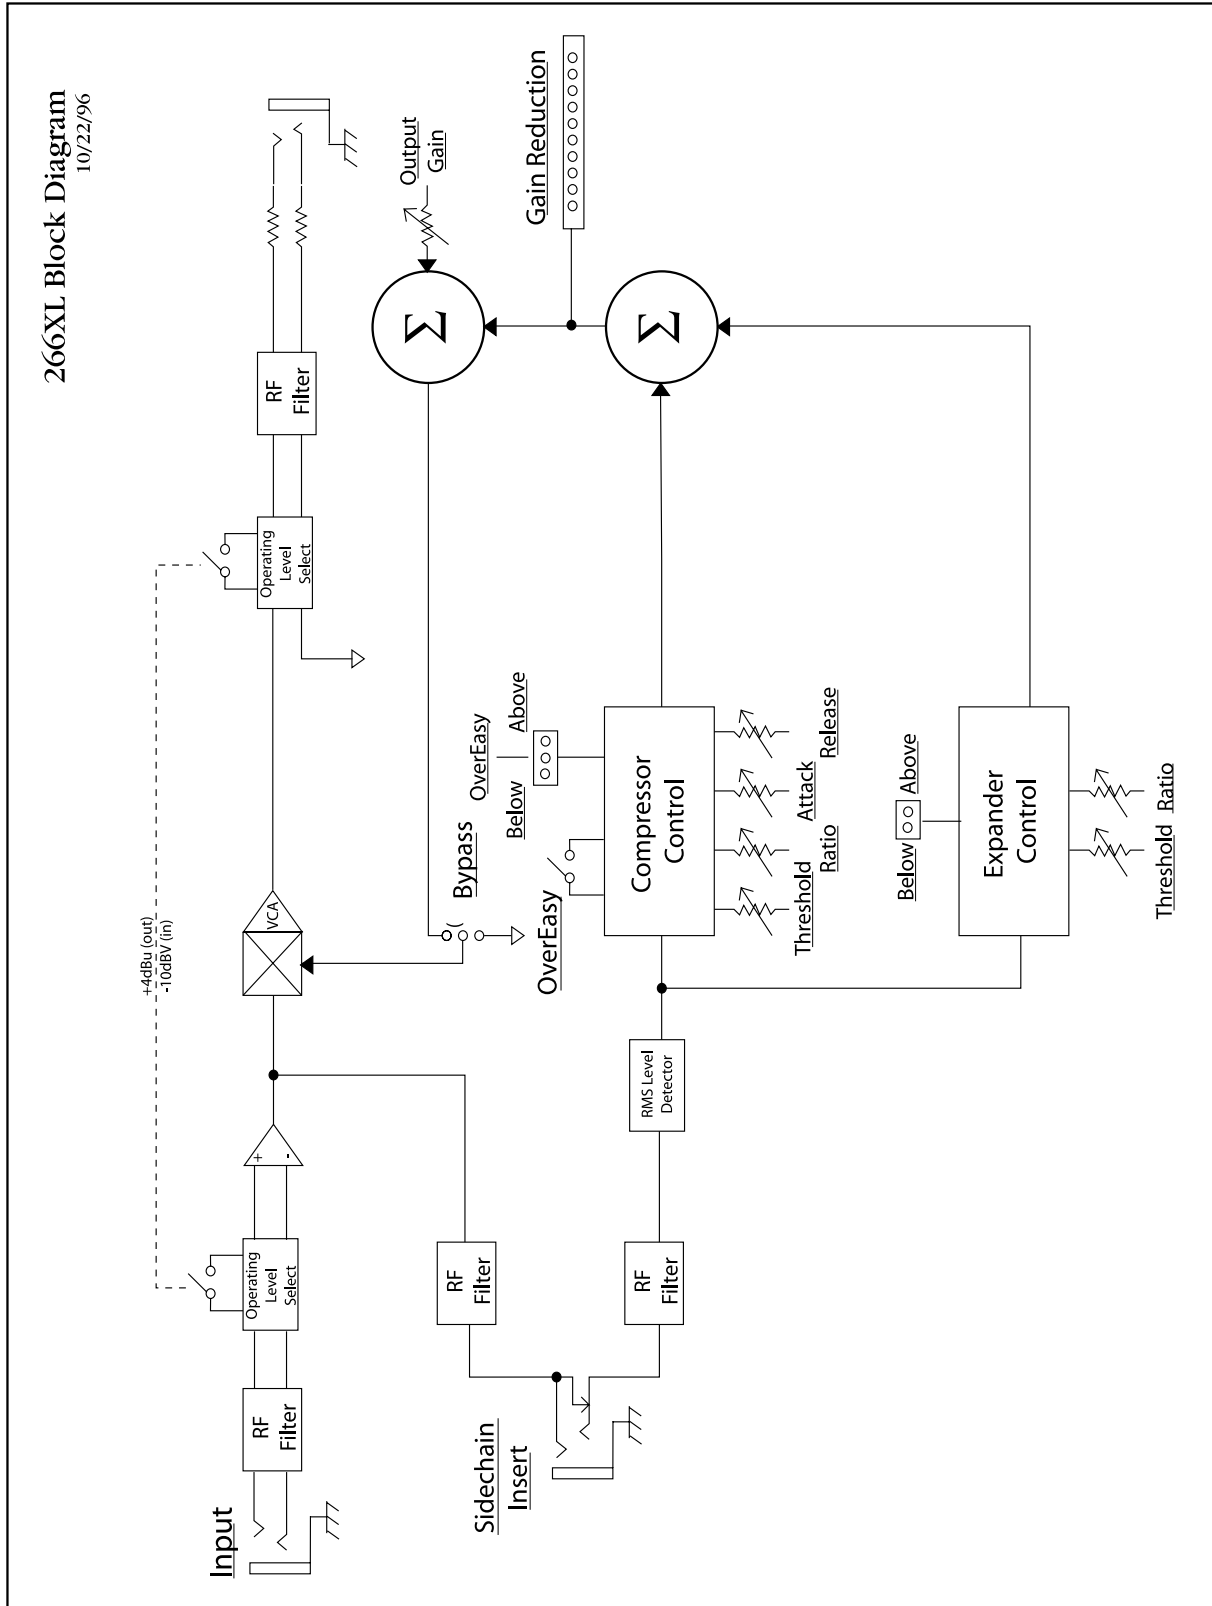 266XL Block Diagram
10/22/96
+4dBu (out)
-10dBV (in)
Input
RF
Filter
Operating
Level
Select
+
-
VCA
Operating
Level
Select
RF
Filter
Sidechain
Insert
RF
Filter
RF
Filter
RMS Level
Detector
Bypass
Output
Gain
Σ
Σ
Gain Reduction
OverEasy
Below
OverEasy
Above
Compressor
Control
Threshold
Ratio
Attack
Release
Below
Above
Expander
Control
Threshold
Ratio